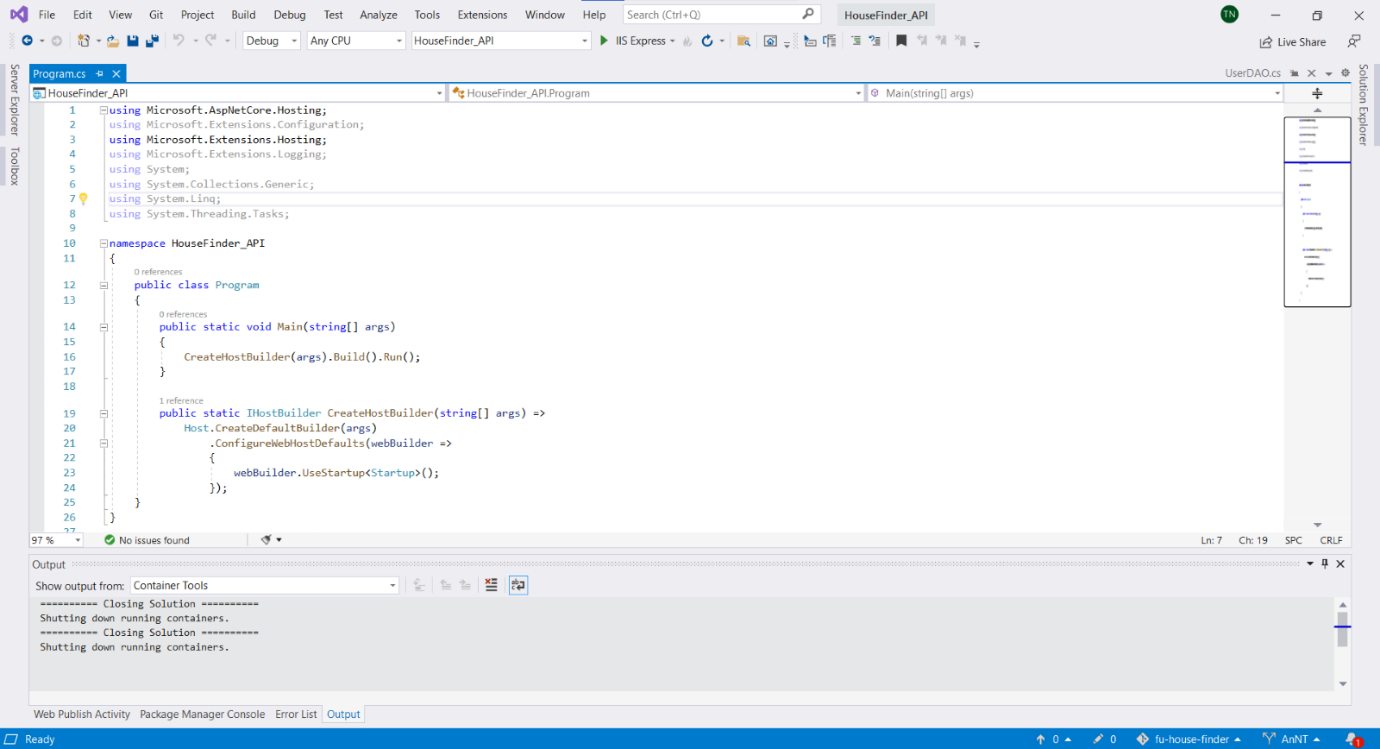 File Edit View Git Project Build Debug Test Analyze Tools Extensions Window Help Search (Ctrl+Q) HouseFinder_API TN
Debug Any CPU HouseFinder_API IIS Express Live Share
Server Explorer
Toolbox
Solution Explorer
Program.cs UserDAO.cs
HouseFinder_API HouseFinder_API.Program Main(string[] args)
1 using Microsoft.AspNetCore.Hosting;
2 using Microsoft.Extensions.Configuration;
3 using Microsoft.Extensions.Hosting;
4 using Microsoft.Extensions.Logging;
5 using System;
6 using System.Collections.Generic;
7 using System.Linq;
8 using System.Threading.Tasks;
9
10 namespace HouseFinder_API
11 {
0 references
12 public class Program
13 {
0 references
14 public static void Main(string[] args)
15 {
16 CreateHostBuilder(args).Build().Run();
17 }
18
1 reference
19 public static IHostBuilder CreateHostBuilder(string[] args) =>
20 Host.CreateDefaultBuilder(args)
21 .ConfigureWebHostDefaults(webBuilder =>
22 {
23 webBuilder.UseStartup<Startup>();
24 });
25 }
26 }
27
97 % No issues found Ln: 7 Ch: 19 SPC CRLF
Output
Show output from: Container Tools
========== Closing Solution ==========
Shutting down running containers.
========== Closing Solution ==========
Shutting down running containers.
Web Publish Activity Package Manager Console Error List Output
Ready 0 0 fu-house-finder AnNT 1